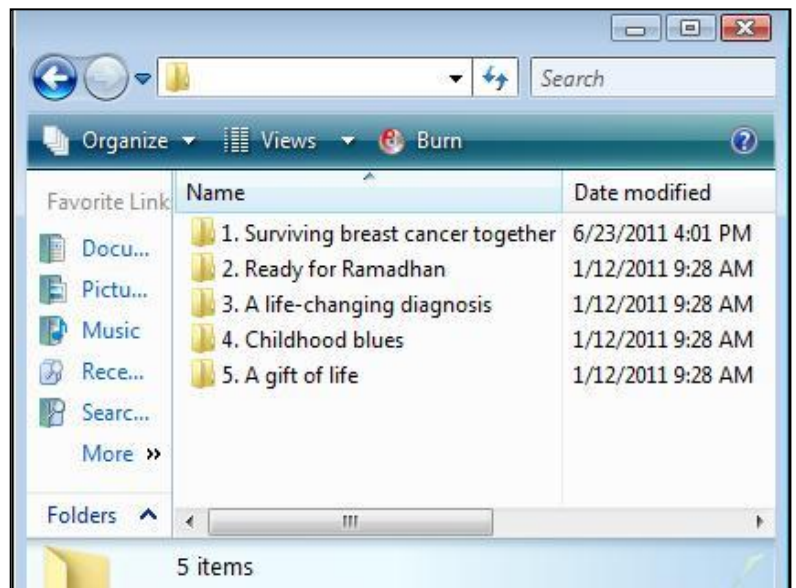 Search
Organize Views Burn
Favorite Link Name Date modified
1. Surviving breast cancer together 6/23/2011 4:01 PM
2. Ready for Ramadhan 1/12/2011 9:28 AM
3. A life-changing diagnosis 1/12/2011 9:28 AM
4. Childhood blues 1/12/2011 9:28 AM
5. A gift of life 1/12/2011 9:28 AM
Docu...
Pictu...
Music
Rece...
Searc...
More »
Folders
5 items